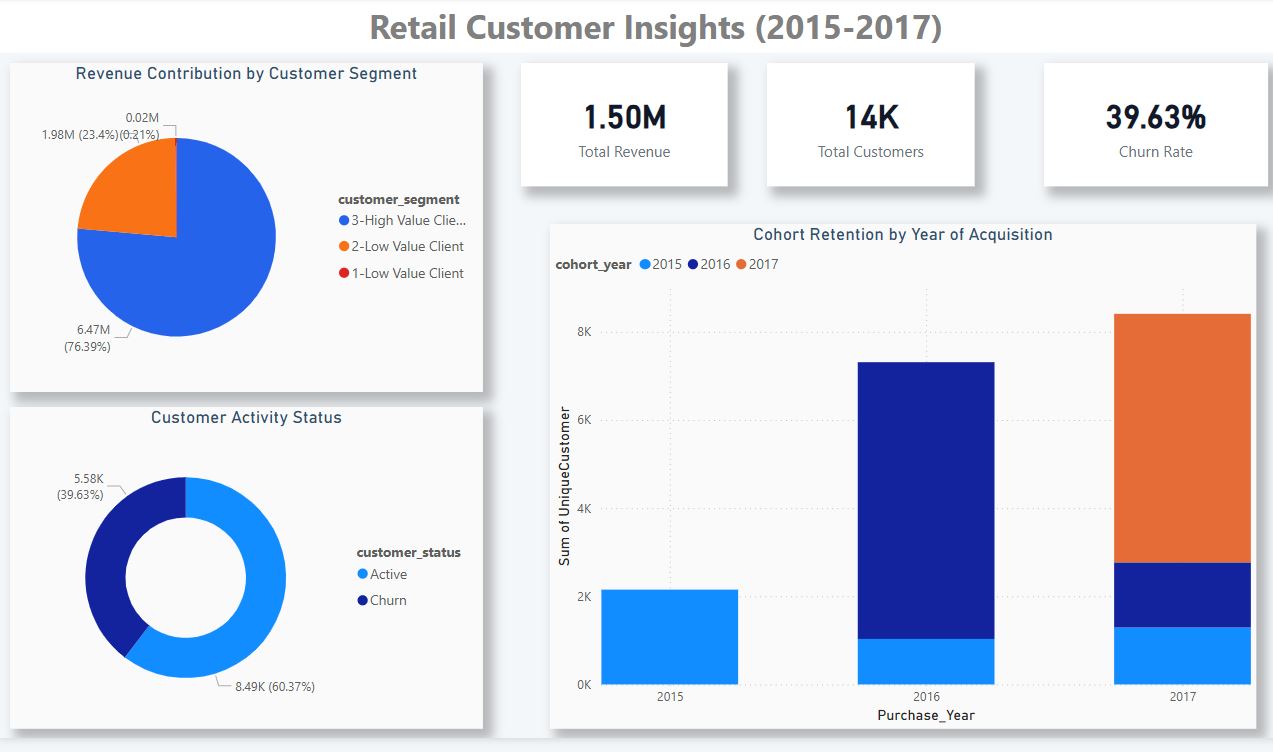 Retail Customer Insights (2015-2017)
Revenue Contribution by Customer Segment
0.02M
1.98M (23.4%)(0.21%)
customer_segment
3-High Value Clie...
2-Low Value Client
1-Low Value Client
6.47M
(76.39%)
1.50M
Total Revenue
14K
Total Customers
39.63%
Churn Rate
Customer Activity Status
5.58K
(39.63%)
customer_status
Active
Churn
8.49K (60.37%)
Cohort Retention by Year of Acquisition
cohort_year 2015 2016 2017
Sum of UniqueCustomer
8K
6K
4K
2K
0K
2015 2016 2017
Purchase_Year